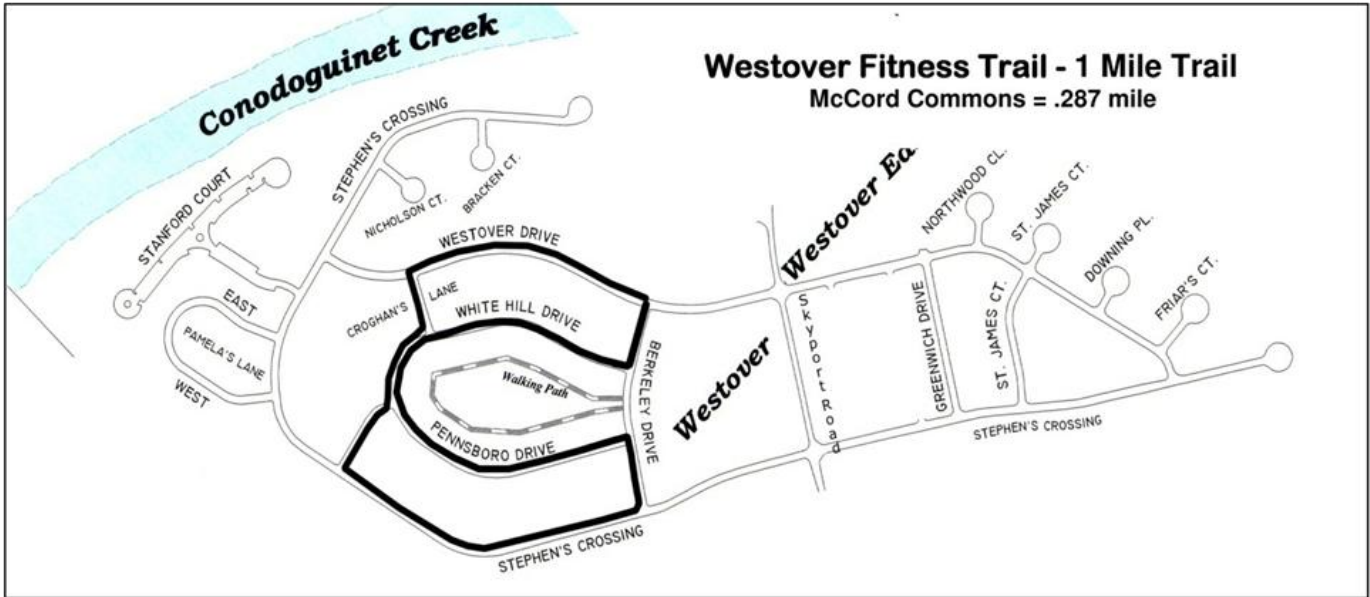 Conodoguinet Creek
Westover Fitness Trail - 1 Mile Trail
McCord Commons = .287 mile
STANFORD COURT
STEPHEN'S CROSSING
NICHOLSON CT.
BRACKEN CT.
WESTOVER DRIVE
Westover Ea
NORTHWOOD CL.
ST. JAMES CT.
DOWNING PL.
FRIAR'S CT.
EAST
PAMELA'S LANE
WEST
CROGHAN'S LANE
WHITE HILL DRIVE
Walking Path
PENNSBORO DRIVE
BERKELEY DRIVE
Westover
Skyport Road
GREENWICH DRIVE
ST. JAMES CT.
STEPHEN'S CROSSING
STEPHEN'S CROSSING